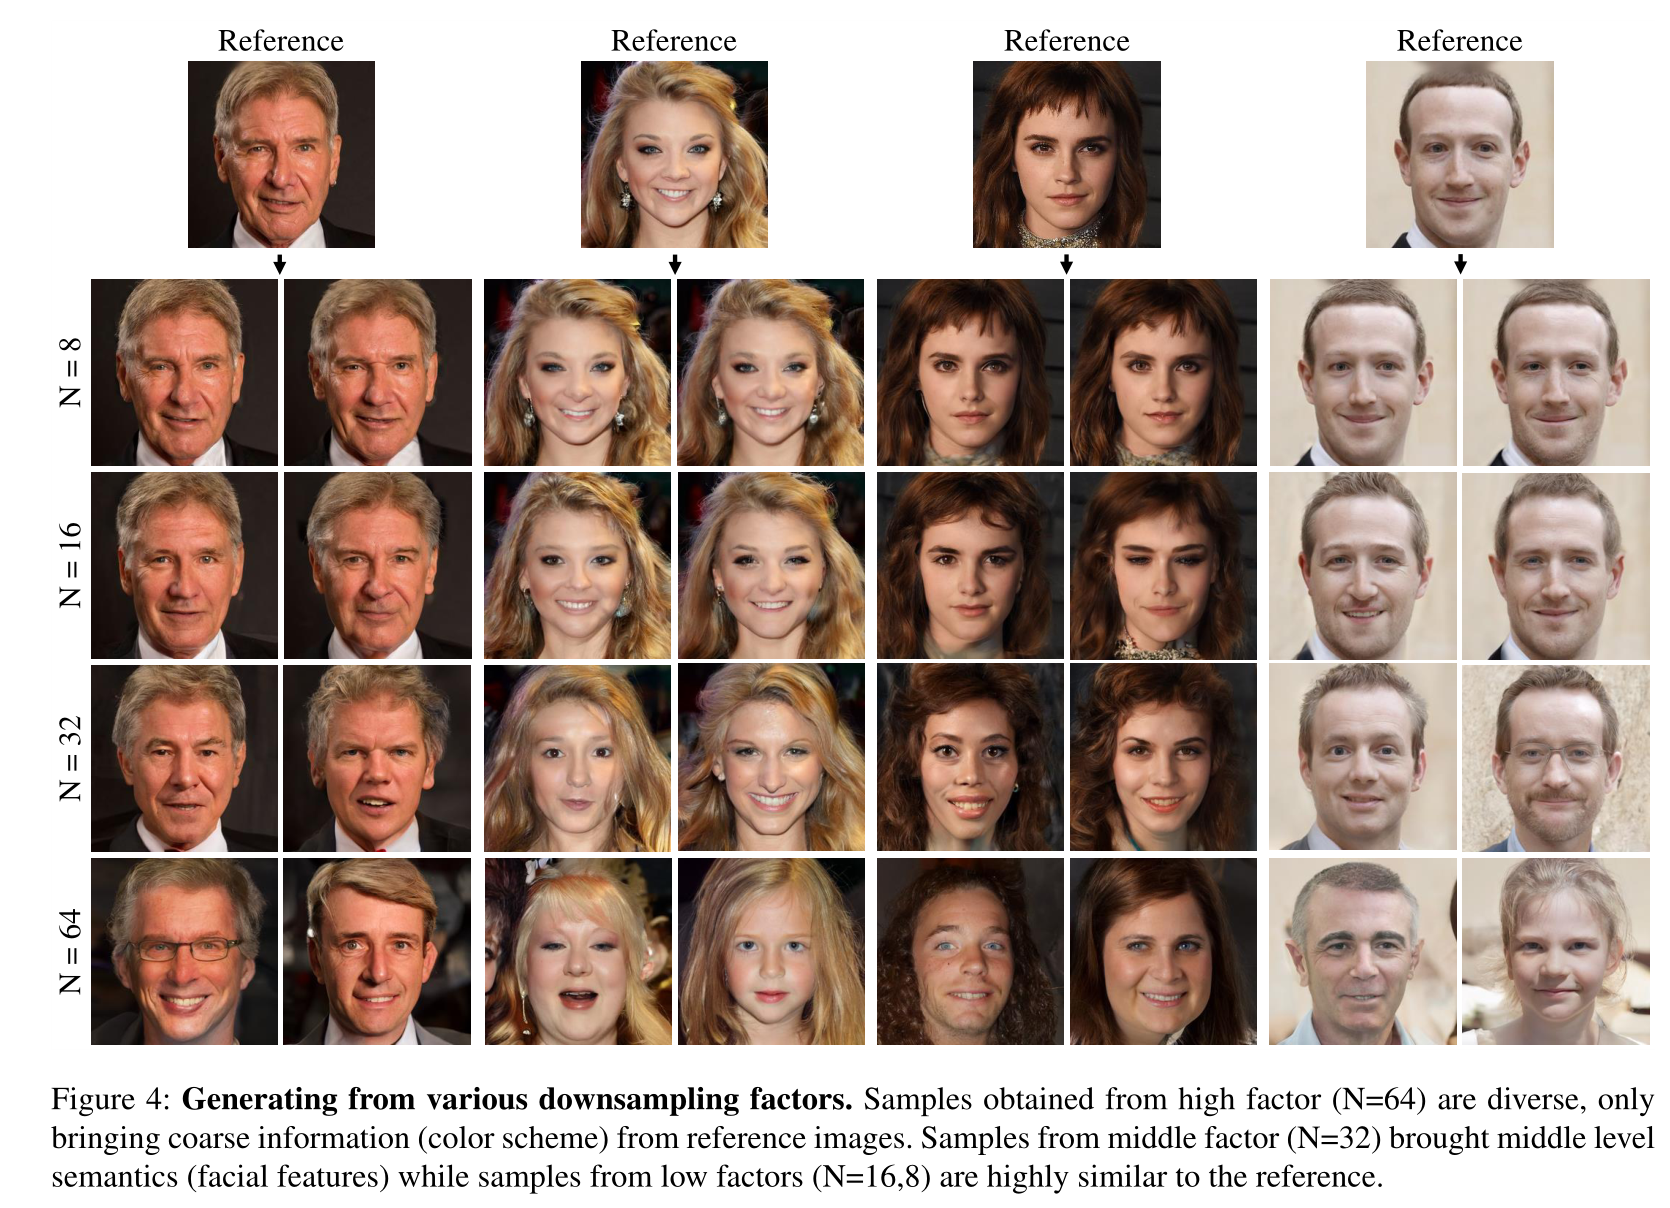 Reference Reference Reference Reference
N = 8
N = 16
N = 32
N = 64
Figure 4: Generating from various downsampling factors. Samples obtained from high factor (N=64) are diverse, only
bringing coarse information (color scheme) from reference images. Samples from middle factor (N=32) brought middle level
semantics (facial features) while samples from low factors (N=16,8) are highly similar to the reference.